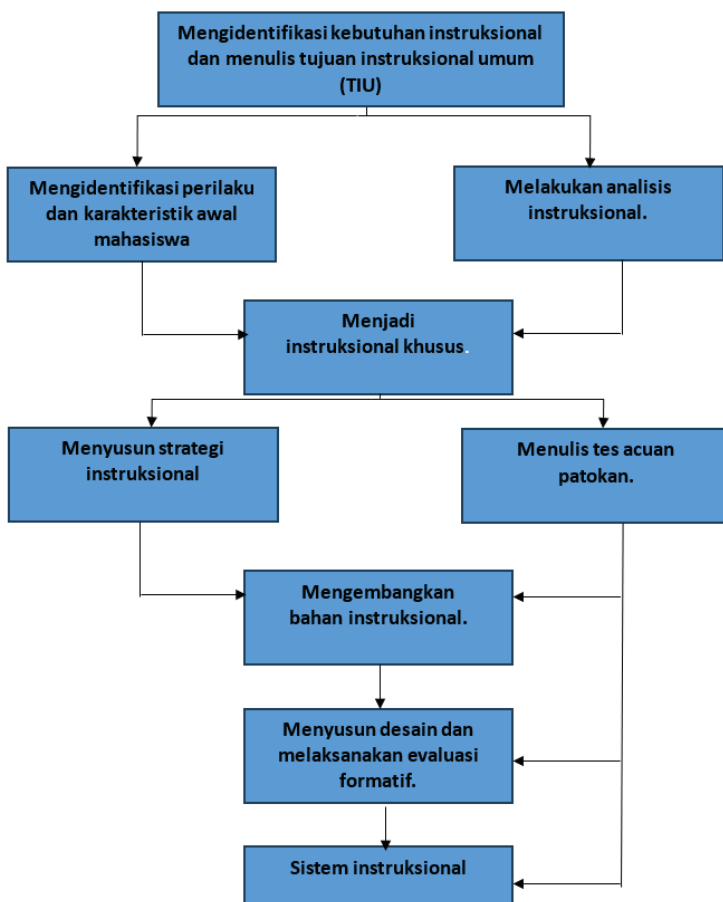 Mengidentifikasi kebutuhan instruksional
dan menulis tujuan instruksional umum
(TIU)
Mengidentifikasi perilaku
dan karakteristik awal
mahasiswa
Melakukan analisis
instruksional.
Menjadi
instruksional khusus.
Menyusun strategi
instruksional
Menulis tes acuan
patokan.
Mengembangkan
bahan instruksional.
Menyusun desain dan
melaksanakan evaluasi
formatif.
Sistem instruksional